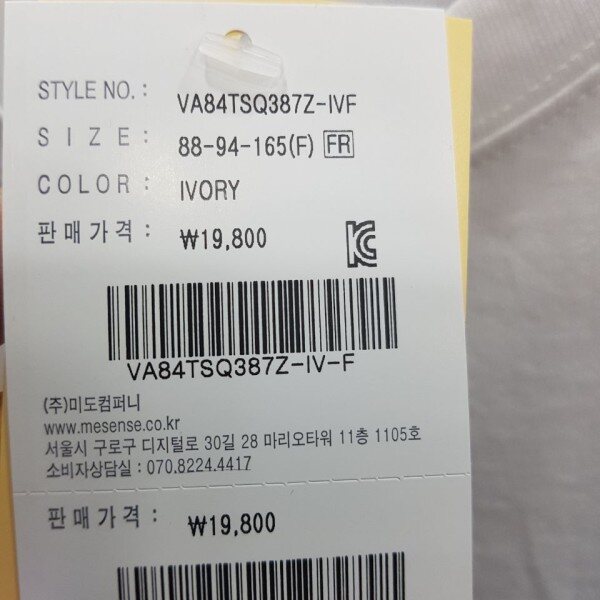 STYLE NO. : VA84TSQ387Z-IVF
SIZE : 88-94-165(F) FR
COLOR : IVORY
판매가격 : ₩19,800
KC
VA84TSQ387Z-IV-F
(주)미도컴퍼니
www.mesense.co.kr
서울시 구로구 디지털로 30길 28 마리오타워 11층 1105호
소비자상담실 : 070.8224.4417
판매가격 : ₩19,800